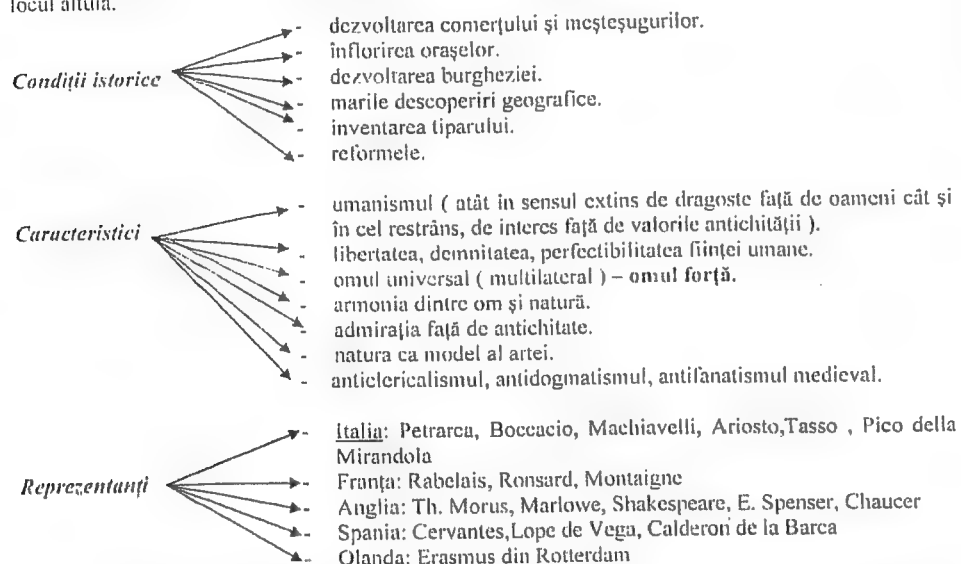 locul altuia.
- dezvoltarea comerțului și meșteșugurilor.
- înflorirea orașelor.
Condiții istorice - dezvoltarea burgheziei.
- marile descoperiri geografice.
- inventarea tiparului.
- reformele.
- umanismul ( atât în sensul extins de dragoste față de oameni cât și
Caracteristici în cel restrâns, de interes față de valorile antichității ).
- libertatea, demnitatea, perfectibilitatea ființei umane.
- omul universal ( multilateral ) – omul forță.
- armonia dintre om și natură.
- admirația față de antichitate.
- natura ca model al artei.
- anticlericalismul, antidogmatismul, antifanatismul medieval.
- Italia: Petrarca, Boccacio, Machiavelli, Ariosto,Tasso , Pico della
Mirandola
Reprezentanți - Franța: Rabelais, Ronsard, Montaigne
- Anglia: Th. Morus, Marlowe, Shakespeare, E. Spenser, Chaucer
- Spania: Cervantes,Lope de Vega, Calderon de la Barca
- Olanda: Erasmus din Rotterdam